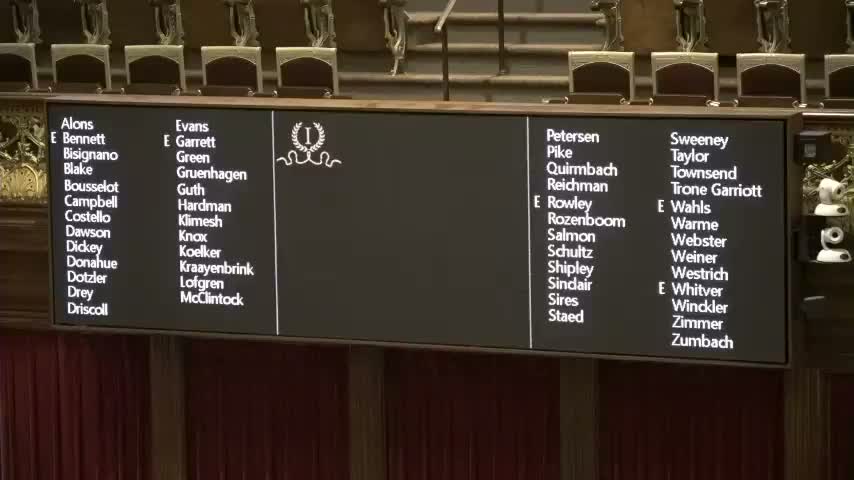 Alons
E Bennett
Bisignano
Blake
Bousselot
Campbell
Costello
Dawson
Dickey
Donahue
Dotzler
Drey
Driscoll
Evans
E Garrett
Green
Gruenhagen
Guth
Hardman
Klimesh
Knox
Koelker
Kraayenbrink
Lofgren
McClintock
I
Petersen
Pike
Quirmbach
Reichman
E Rowley
Rozenboom
Salmon
Schultz
Shipley
Sinclair
Sires
Staed
Sweeney
Taylor
Townsend
Trone Garriott
E Wahls
Warme
Webster
Weiner
Westrich
E Whitver
Winckler
Zimmer
Zumbach